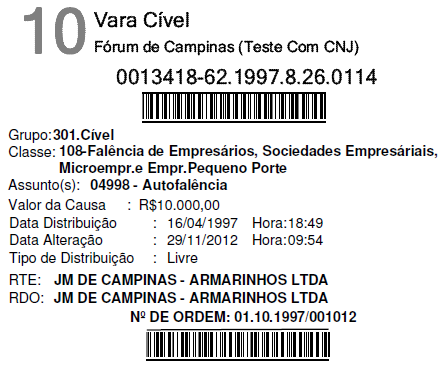 10 Vara Cível
Fórum de Campinas (Teste Com CNJ)
0013418-62.1997.8.26.0114
Grupo:301.Cível
Classe: 108-Falência de Empresários, Sociedades Empresáriais,
Microempr.e Empr.Pequeno Porte
Assunto(s): 04998 - Autofalência
Valor da Causa : R$10.000,00
Data Distribuição : 16/04/1997 Hora:18:49
Data Alteração : 29/11/2012 Hora:09:54
Tipo de Distribuição : Livre
RTE: JM DE CAMPINAS - ARMARINHOS LTDA
RDO: JM DE CAMPINAS - ARMARINHOS LTDA
Nº DE ORDEM: 01.10.1997/001012